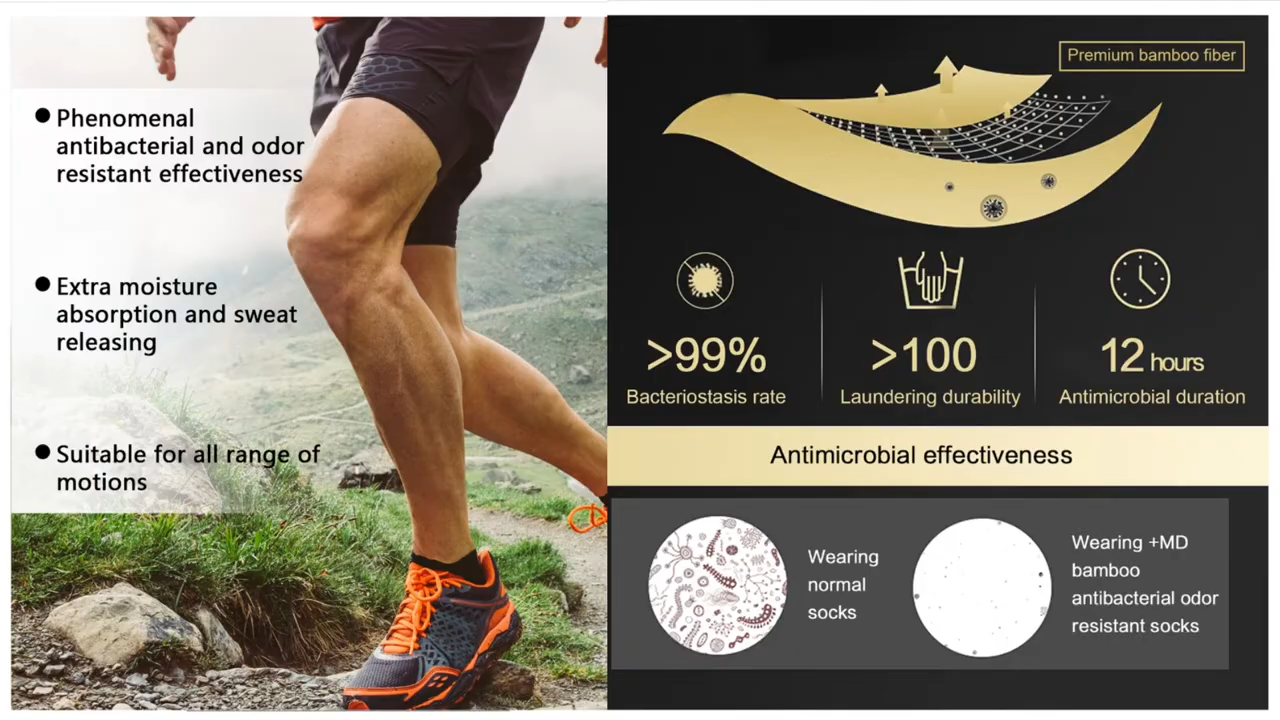 Phenomenal
antibacterial and odor
resistant effectiveness
Extra moisture
absorption and sweat
releasing
Suitable for all range of
motions
Premium bamboo fiber
>99%
Bacteriostasis rate
>100
Laundering durability
12 hours
Antimicrobial duration
Antimicrobial effectiveness
Wearing
normal
socks
Wearing +MD
bamboo
antibacterial odor
resistant socks